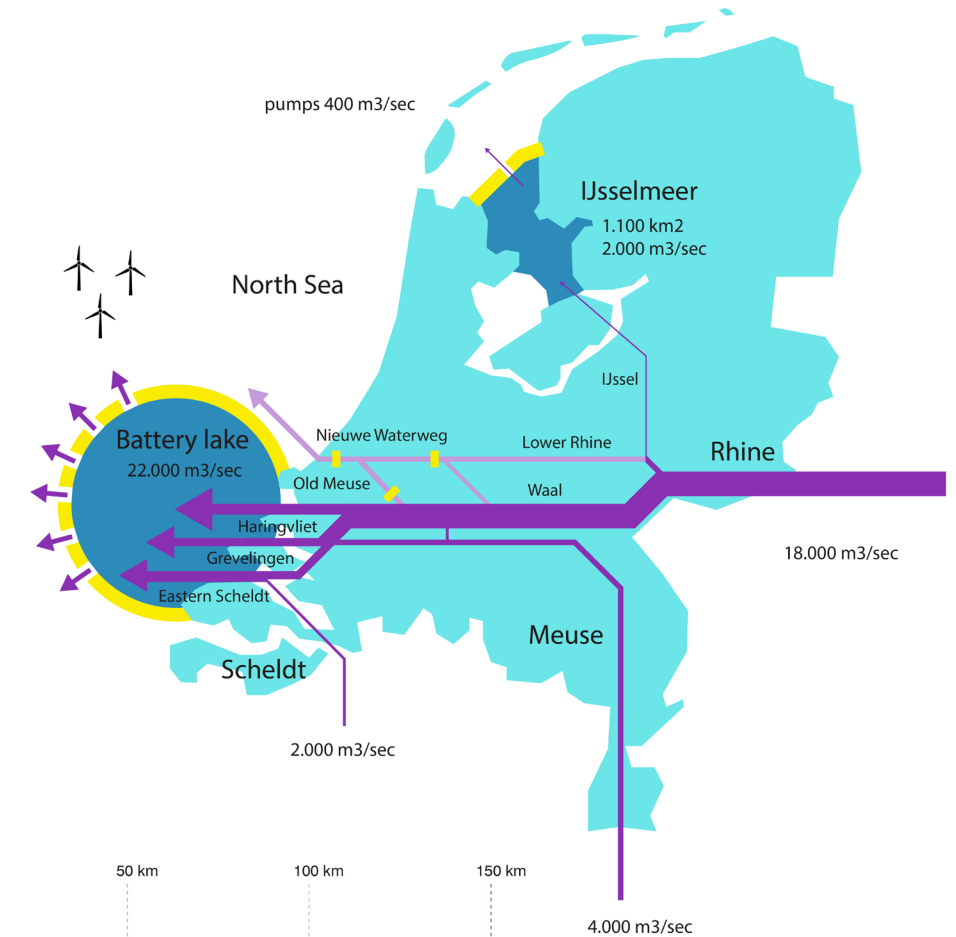 pumps 400 m3/sec
IJsselmeer
1.100 km2
2.000 m3/sec
North Sea
IJssel
Nieuwe Waterweg
Lower Rhine
Rhine
Battery lake
22.000 m3/sec
Old Meuse
Waal
Haringvliet
18.000 m3/sec
Grevelingen
Eastern Scheldt
Meuse
Scheldt
2.000 m3/sec
50 km
100 km
150 km
4.000 m3/sec